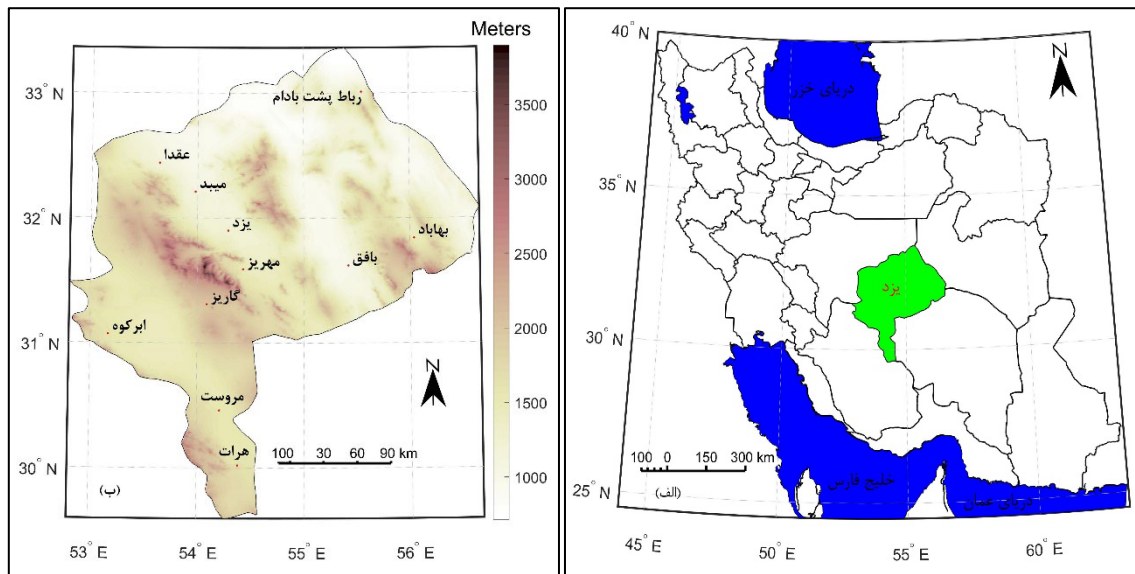 Meters
33° N
32° N
31° N
30° N
53° E
54° E
55° E
56° E
3500
3000
2500
2000
1500
1000
رباط پشت بادام
عقدا
میبد
یزد
بهاباد
مهریز
بافق
گاریز
ابرکوه
مروست
هرات
N
100 0 30 60 90 km
(ب)
40° N
35° N
30° N
25° N
45° E
50° E
55° E
60° E
دریای خزر
N
یزد
100 0 150 300 km
(الف)
خلیج فارس
دریای عمان